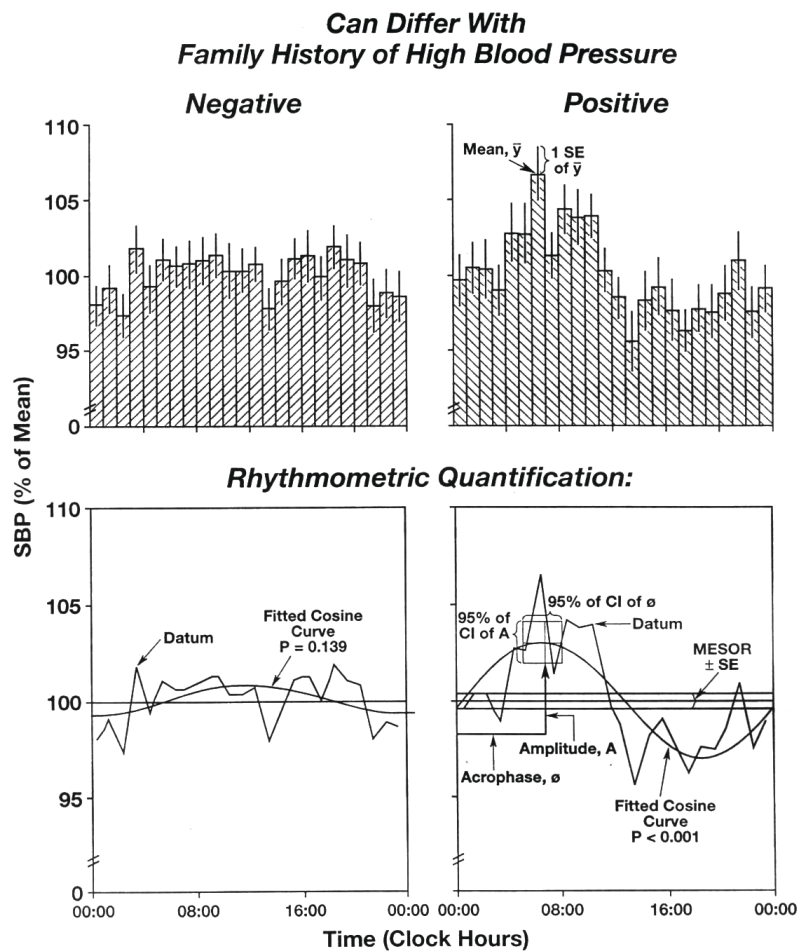 Can Differ With
Family History of High Blood Pressure
Negative
Positive
110
105
100
95
0
Mean, ȳ
1 SE
of ȳ
SBP (% of Mean)
Rhythmometric Quantification:
110
105
100
95
0
Datum
Fitted Cosine
Curve
P = 0.139
95% of
CI of A
95% of CI of ø
Datum
MESOR
± SE
Amplitude, A
Acrophase, ø
Fitted Cosine
Curve
P < 0.001
00:00 08:00 16:00 00:00
00:00 08:00 16:00 00:00
Time (Clock Hours)